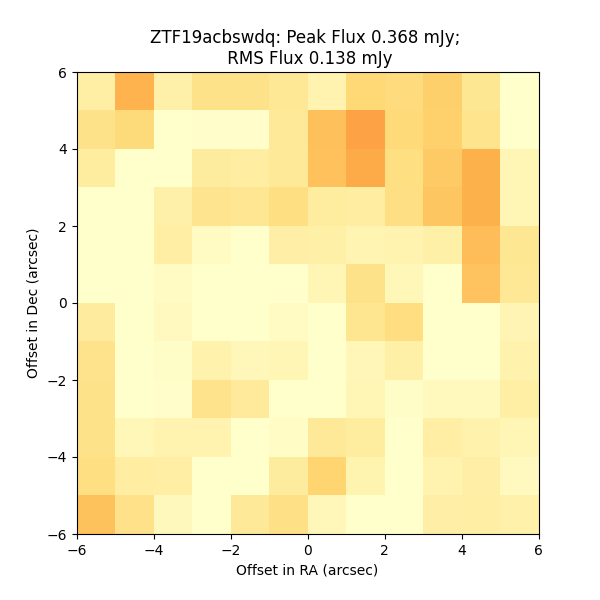 ZTF19acbswdq: Peak Flux 0.368 mJy;
RMS Flux 0.138 mJy
6
4
2
0
−2
−4
−6
Offset in Dec (arcsec)
−6 −4 −2 0 2 4 6
Offset in RA (arcsec)